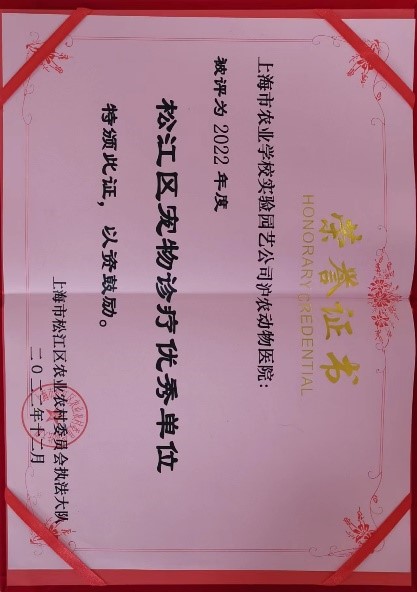 荣誉证书
HONORARY CREDENTIAL
上海市农业学校实验园艺公司沪农动物医院：
被评为 2022 年度
松江区宠物诊疗优秀单位
特颁此证，以资鼓励。
上海市松江区农业农村委员会执法大队
二〇二二年十二月